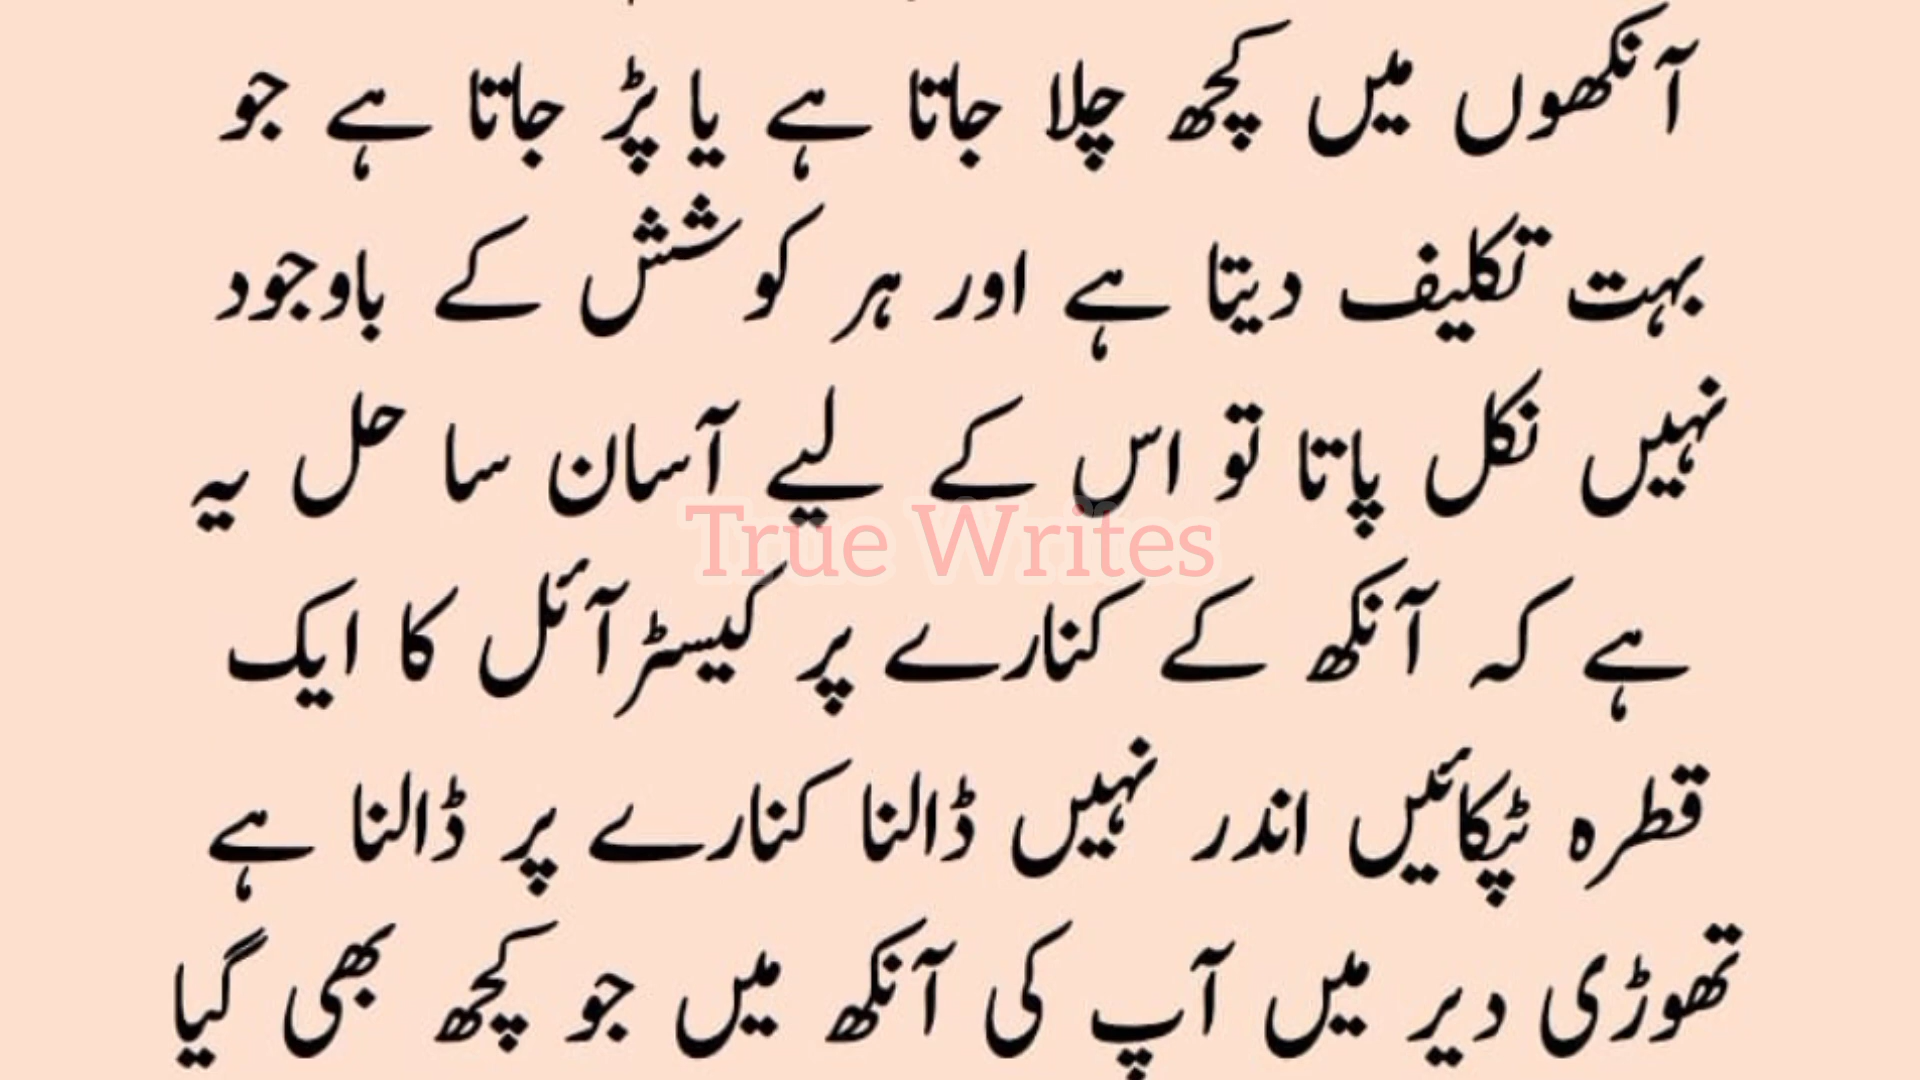 آنکھوں میں کچھ چلا جاتا ہے یا پڑ جاتا ہے جو
بہت تکلیف دیتا ہے اور ہر کوشش کے باوجود
نہیں نکل پاتا تو اس کے لیے آسان سا حل یہ
True Writes
ہے کہ آنکھ کے کنارے پر کیسٹرآئل کا ایک
قطرہ ٹپکائیں اندر نہیں ڈالنا کنارے پر ڈالنا ہے
تھوڑی دیر میں آپ کی آنکھ میں جو کچھ بھی گیا